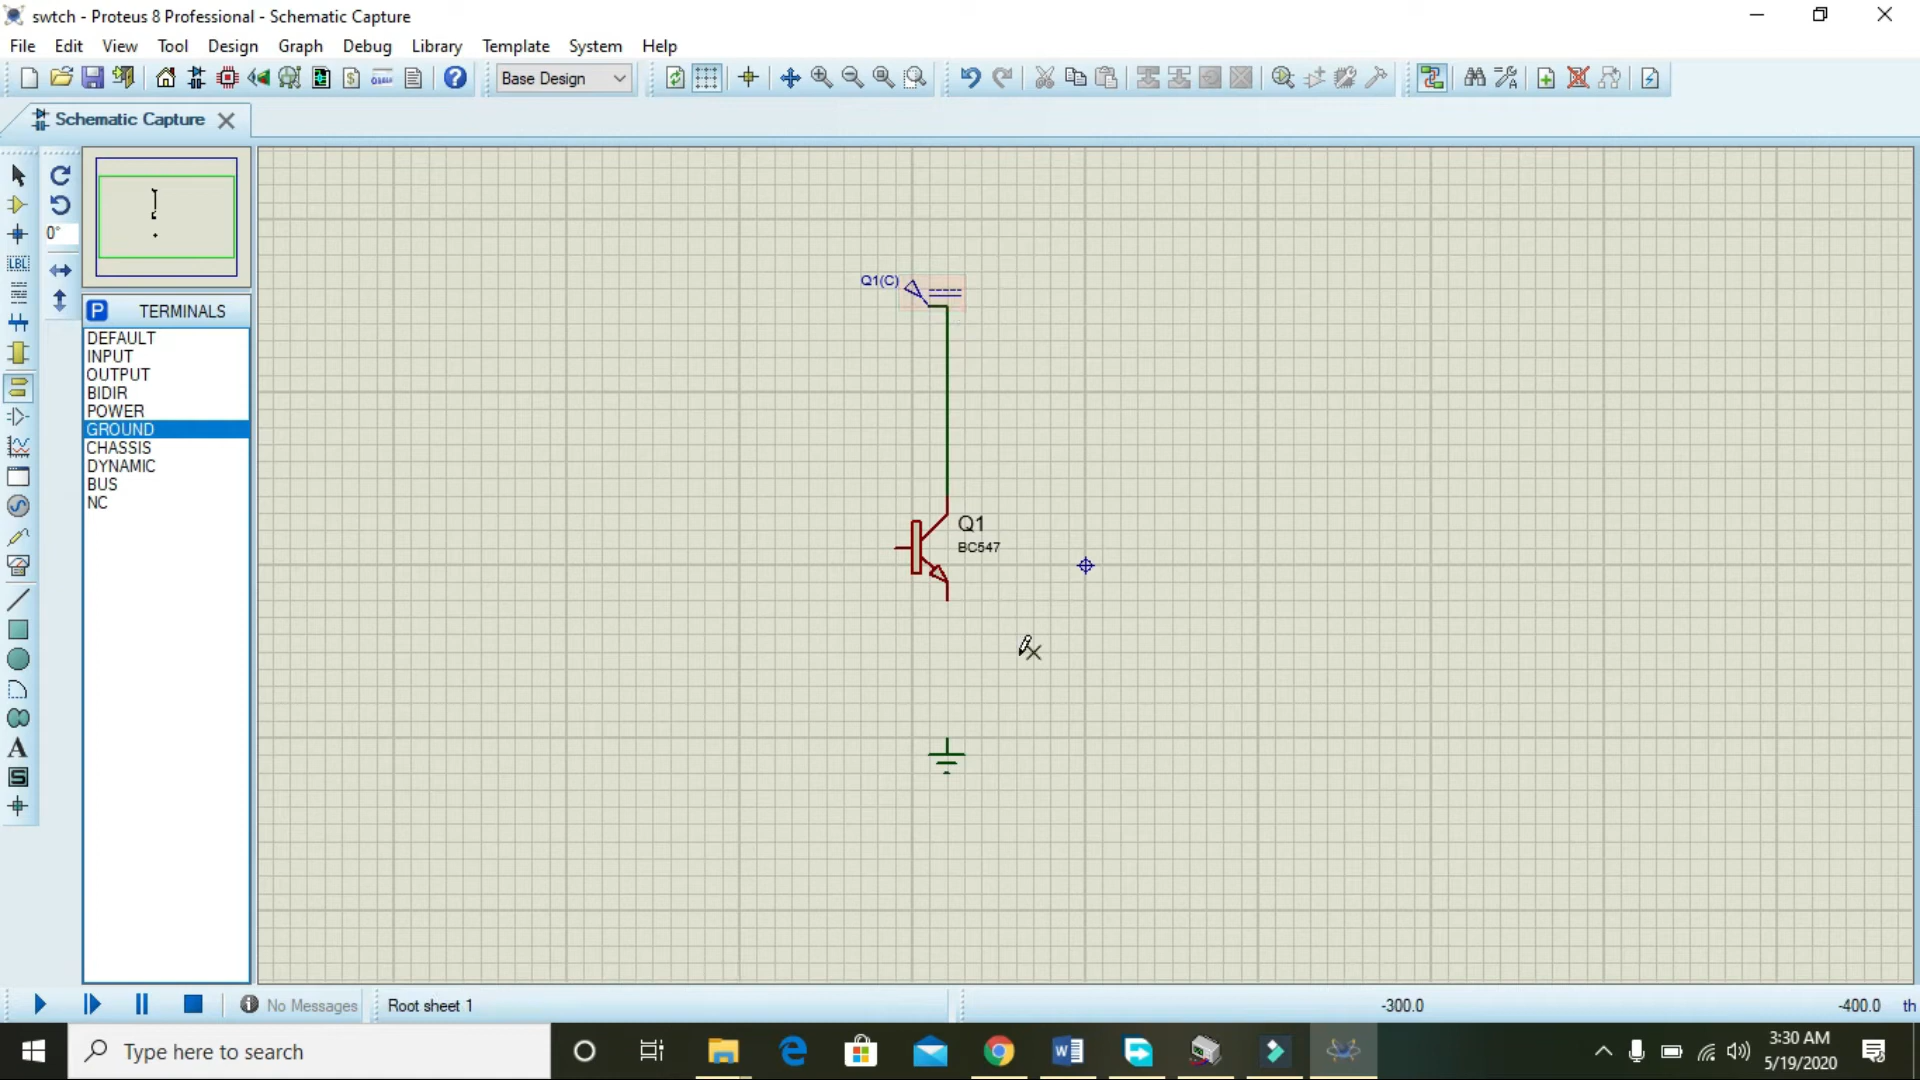 swtch - Proteus 8 Professional - Schematic Capture
File Edit View Tool Design Graph Debug Library Template System Help
Base Design
Schematic Capture
0°
LBL
P TERMINALS
DEFAULT
INPUT
OUTPUT
BIDIR
POWER
GROUND
CHASSIS
DYNAMIC
BUS
NC
A
S
Q1(C)
Q1
BC547
No Messages
Root sheet 1
-300.0
-400.0
th
Type here to search
3:30 AM
5/19/2020